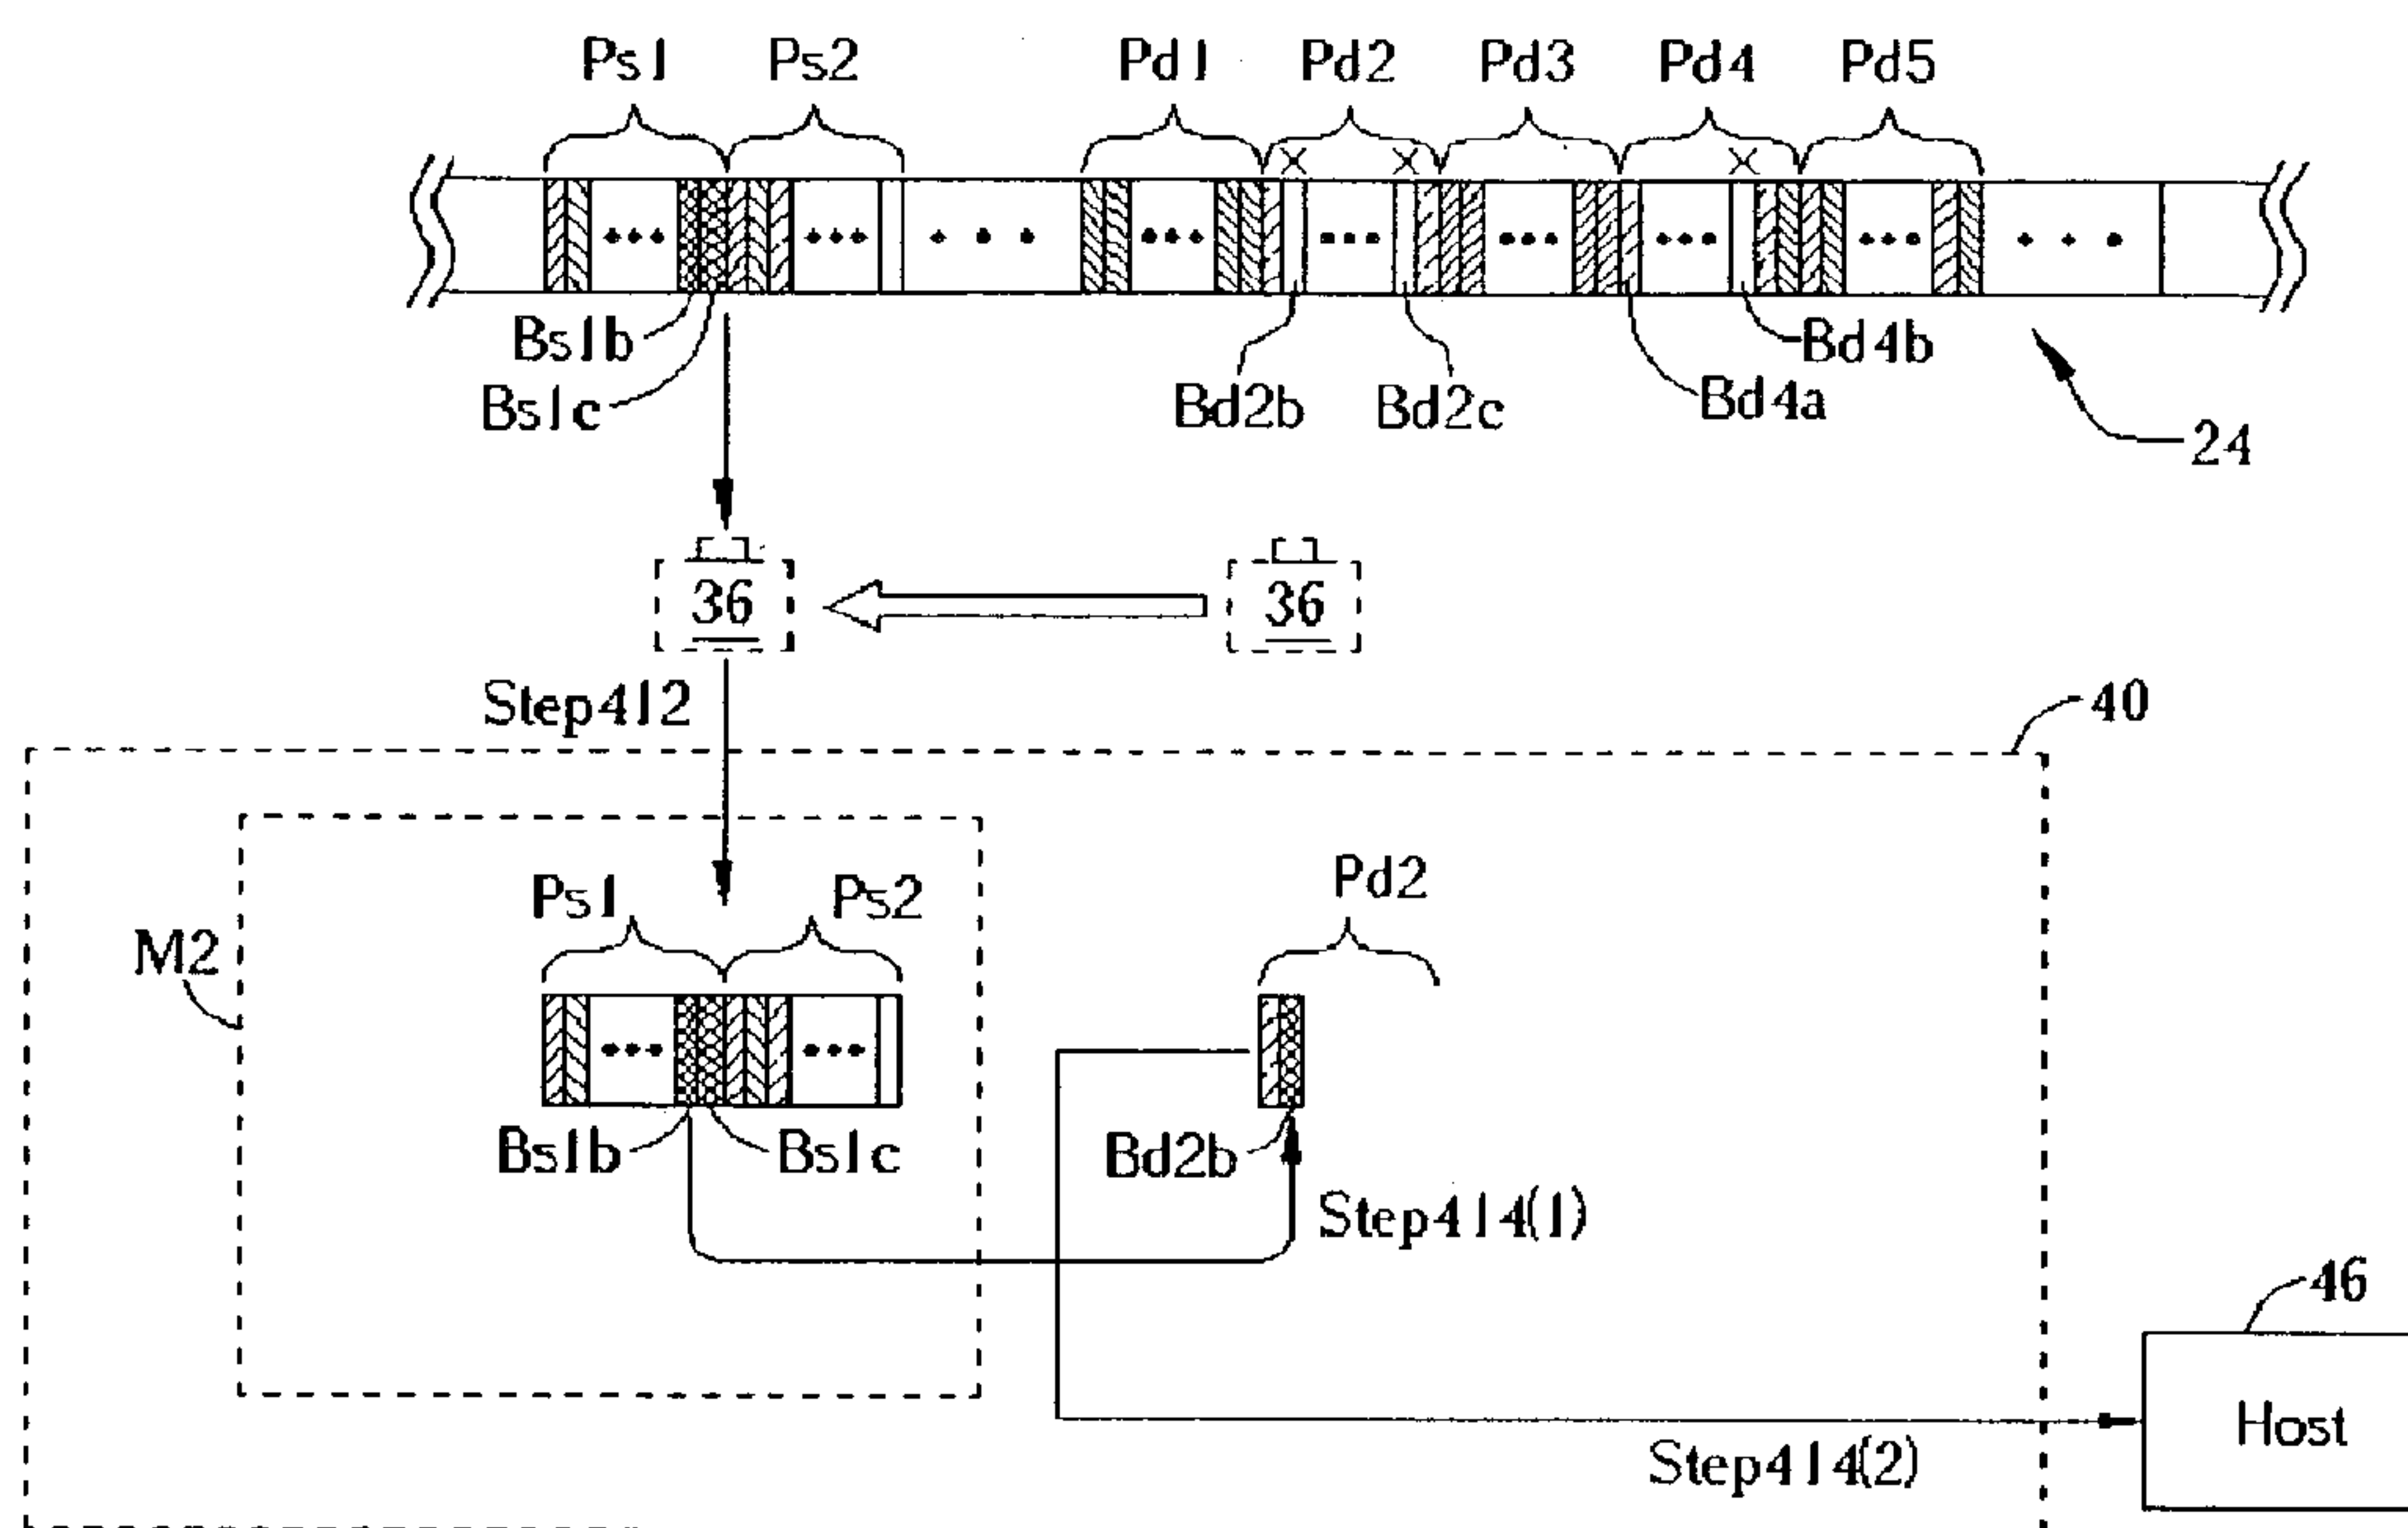 Ps1 Ps2 Pd1 Pd2 Pd3 Pd4 Pd5
X X X
Bs1b Bd4b
Bs1c Bd2b Bd2c Bd4a
24
36 36
Step412
40
Ps1 Ps2 Pd2
M2
Bs1b Bs1c Bd2b
Step414(1)
46
Host
Step414(2)